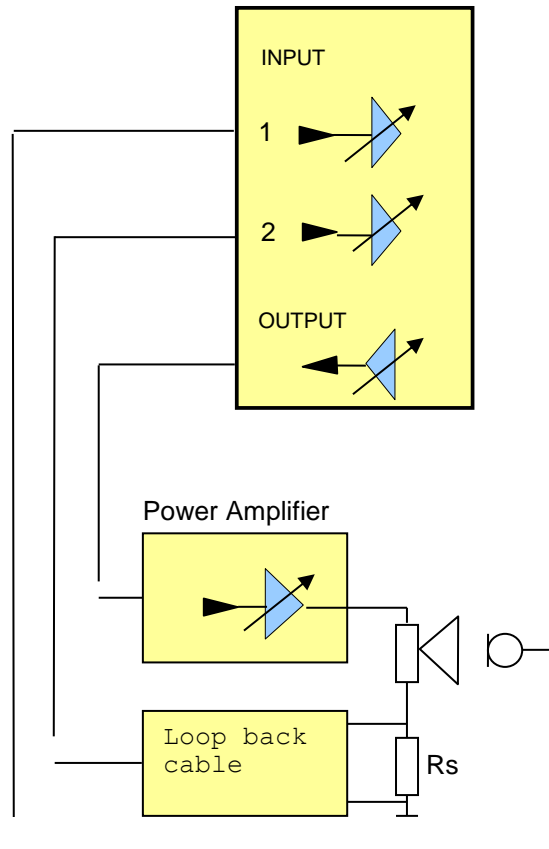 INPUT
1
2
OUTPUT
Power Amplifier
Loop back
cable
Rs